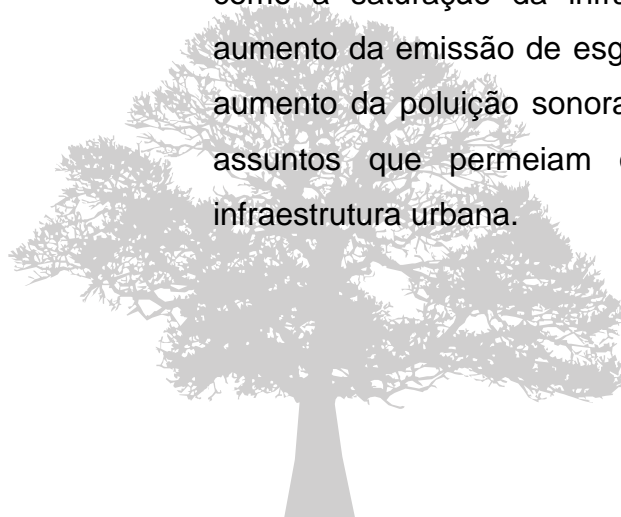 como a saturação da
aumento da emissão de
aumento da poluição sonora
assuntos que permeiam
infraestrutura urbana.